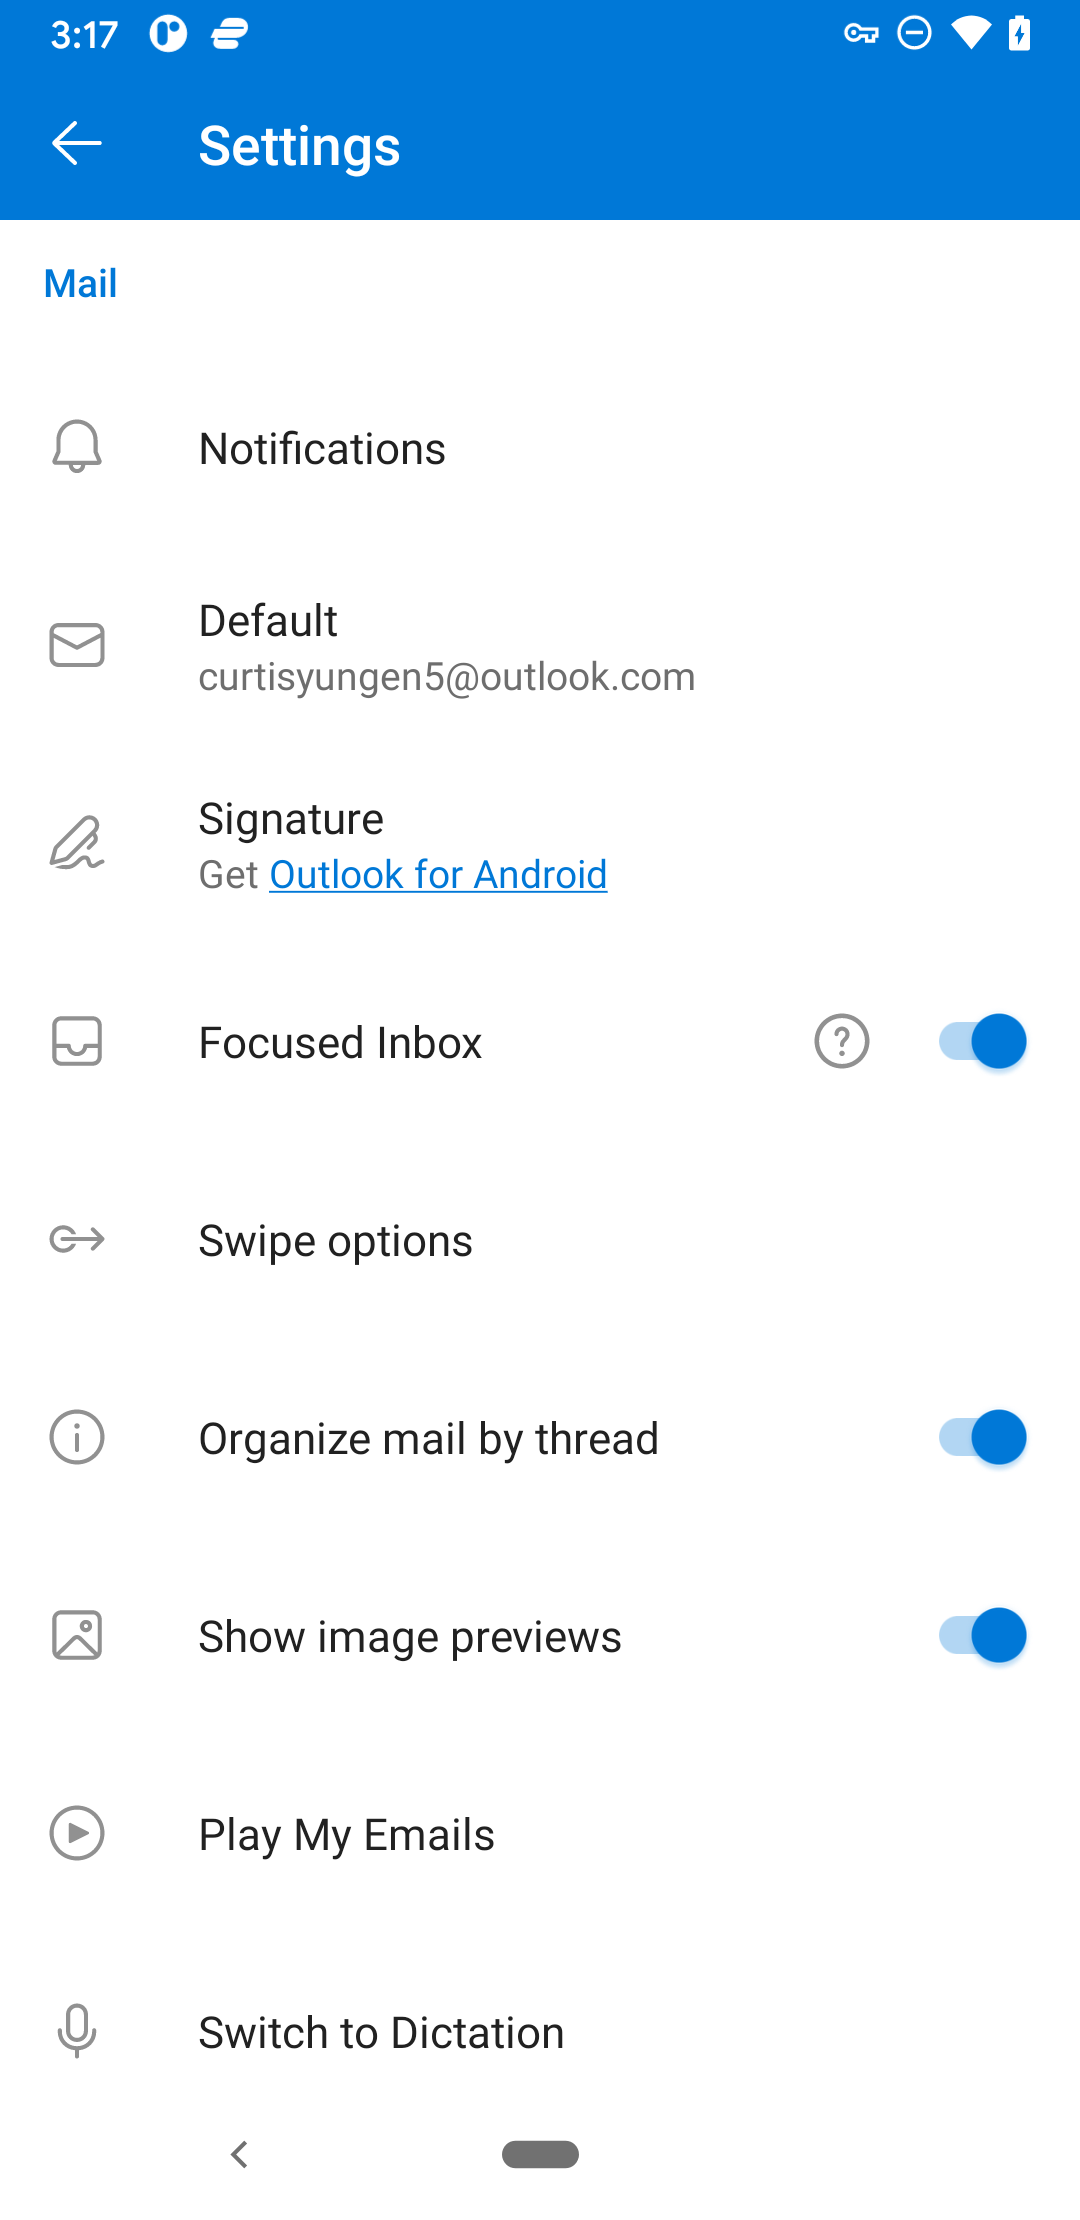 3:17
Settings
Mail
Notifications
Default
curtisyungen5@outlook.com
Signature
Get Outlook for Android
Focused Inbox
Swipe options
Organize mail by thread
Show image previews
Play My Emails
Switch to Dictation